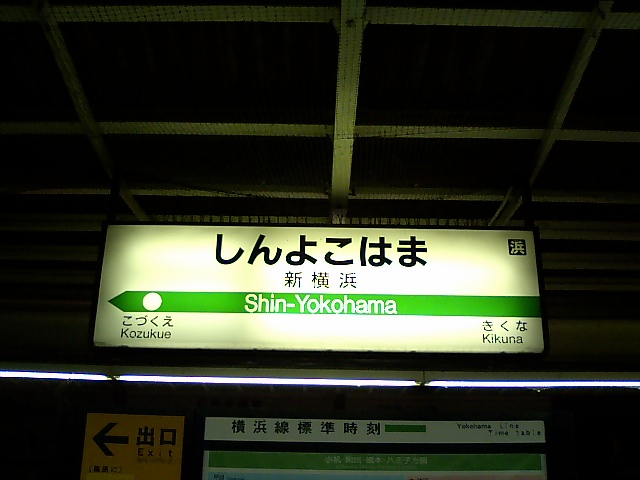 しんよこはま
浜
新横浜
Shin-Yokohama
こづくえ
Kozukue
きくな
Kikuna
出口
Exit
横浜線標準時刻
Yokohama Line
Time table